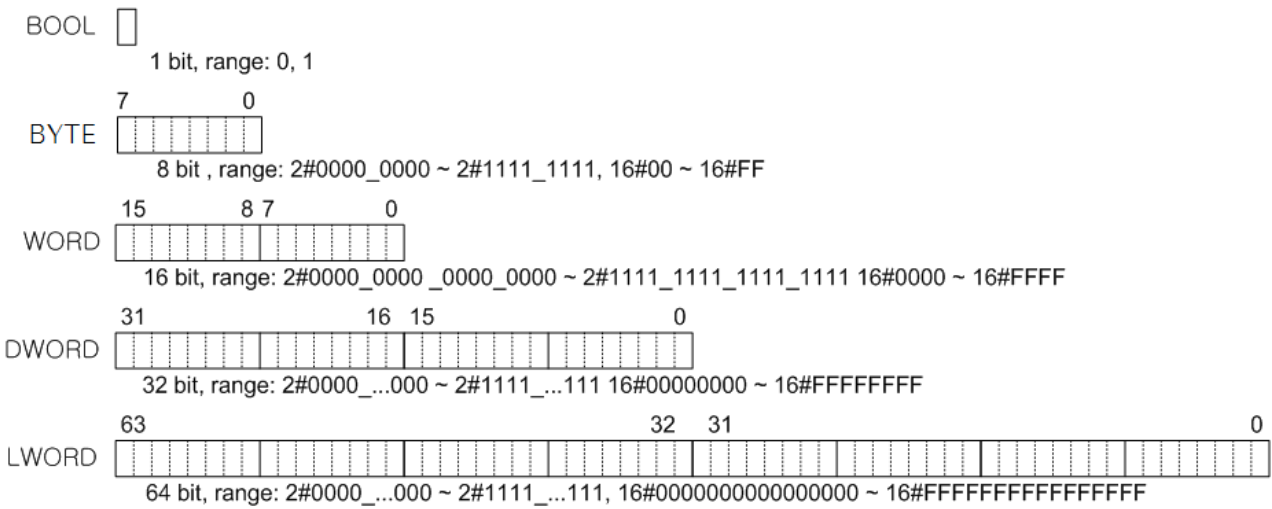 BOOL
1 bit, range: 0, 1
7 0
BYTE
8 bit , range: 2#0000_0000 ~ 2#1111_1111, 16#00 ~ 16#FF
15 8 7 0
WORD
16 bit, range: 2#0000_0000 _0000_0000 ~ 2#1111_1111_1111_1111 16#0000 ~ 16#FFFF
31 16 15 0
DWORD
32 bit, range: 2#0000_...000 ~ 2#1111_...111 16#00000000 ~ 16#FFFFFFFF
63 32 31 0
LWORD
64 bit, range: 2#0000_...000 ~ 2#1111_...111, 16#0000000000000000 ~ 16#FFFFFFFFFFFFFFFF